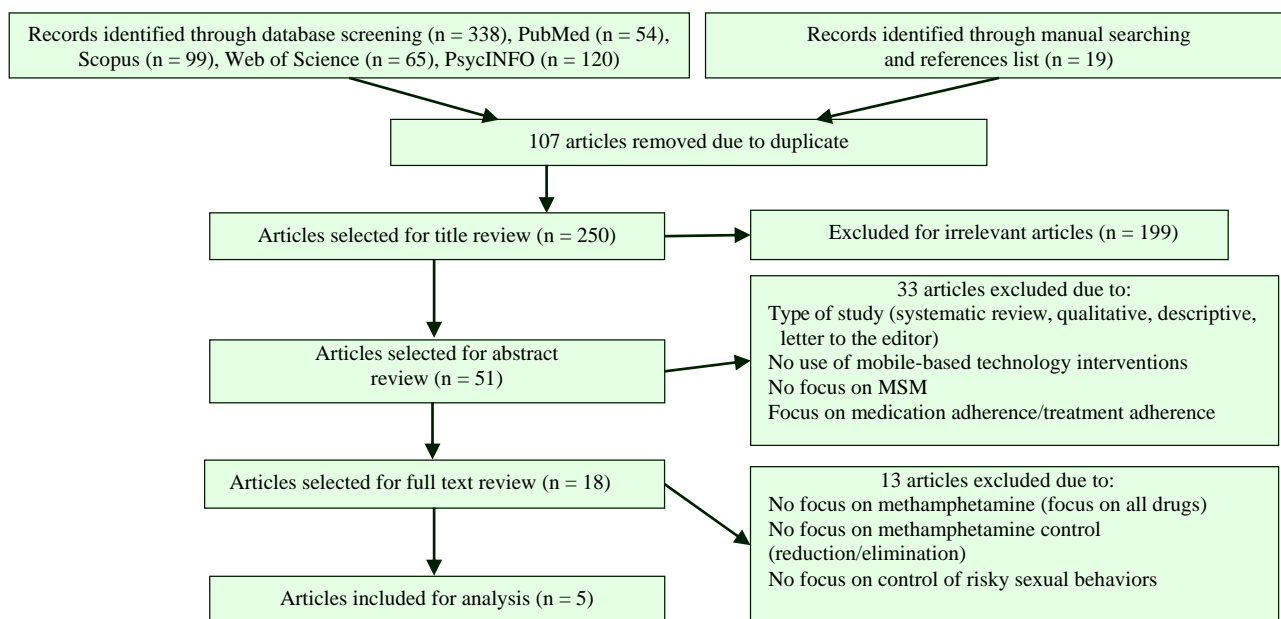 Records identified through database screening (n = 338), PubMed (n = 54),
Scopus (n = 99), Web of Science (n = 65), PsycINFO (n = 120)
Records identified through manual searching
and references list (n = 19)
107 articles removed due to duplicate
Articles selected for title review (n = 250)
Excluded for irrelevant articles (n = 199)
Articles selected for abstract
review (n = 51)
33 articles excluded due to:
Type of study (systematic review, qualitative, descriptive,
letter to the editor)
No use of mobile-based technology interventions
No focus on MSM
Focus on medication adherence/treatment adherence
Articles selected for full text review (n = 18)
13 articles excluded due to:
No focus on methamphetamine (focus on all drugs)
No focus on methamphetamine control
(reduction/elimination)
No focus on control of risky sexual behaviors
Articles included for analysis (n = 5)